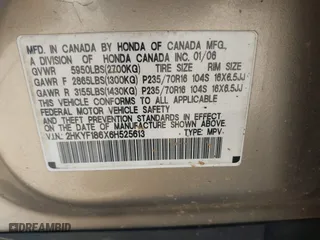 MFD. IN CANADA BY HONDA OF CANADA MFG.,
A DIVISION OF HONDA CANADA INC. 01/06
GVWR 5950LBS(2700KG) TIRE SIZE RIM SIZE
GAWR F 2865LBS(1300KG) P235/70R16 104S 16X6.5JJ
GAWR R 3155LBS(1430KG) P235/70R16 104S 16X6.5JJ
THIS VEHICLE CONFORMS TO ALL APPLICABLE
FEDERAL MOTOR VEHICLE SAFETY
STANDARDS IN EFFECT ON THE DATE OF
MANUFACTURE SHOWN ABOVE.
V.I.N.: 2HKYF186X6H525613 TYPE: MPV
© IDRAMBID and